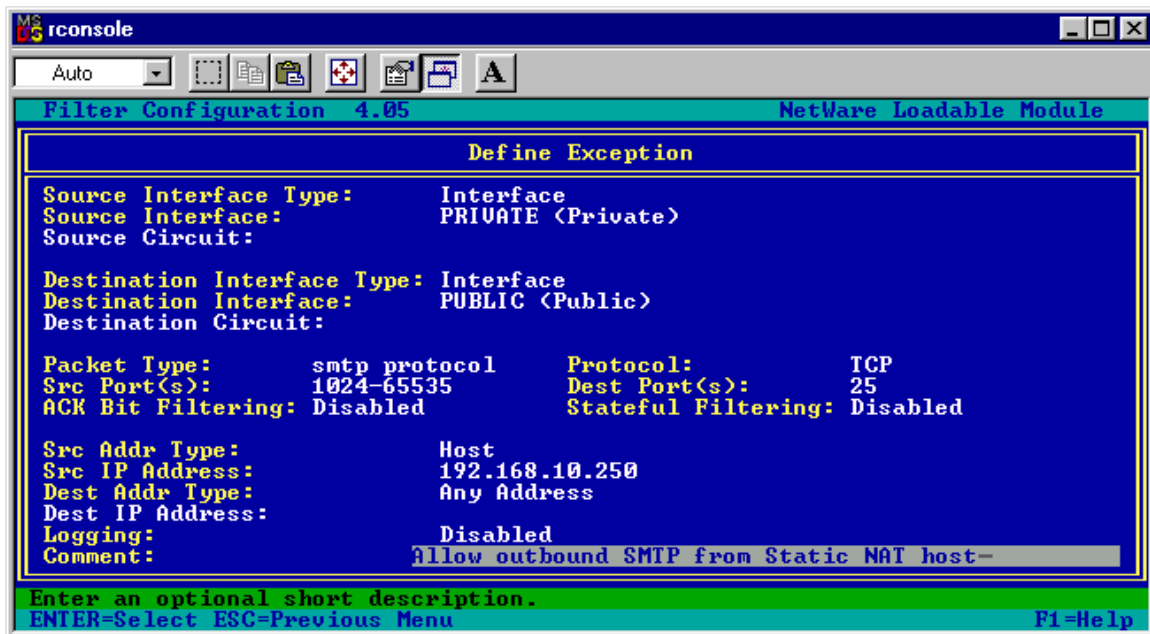 rconsole
Auto A
Filter Configuration 4.05 NetWare Loadable Module
Define Exception
Source Interface Type: Interface
Source Interface: PRIVATE (Private)
Source Circuit:
Destination Interface Type: Interface
Destination Interface: PUBLIC (Public)
Destination Circuit:
Packet Type: smtp protocol Protocol: TCP
Src Port(s): 1024-65535 Dest Port(s): 25
ACK Bit Filtering: Disabled Stateful Filtering: Disabled
Src Addr Type: Host
Src IP Address: 192.168.10.250
Dest Addr Type: Any Address
Dest IP Address:
Logging: Disabled
Comment: Allow outbound SMTP from Static NAT host
Enter an optional short description.
ENTER=Select ESC=Previous Menu F1=Help